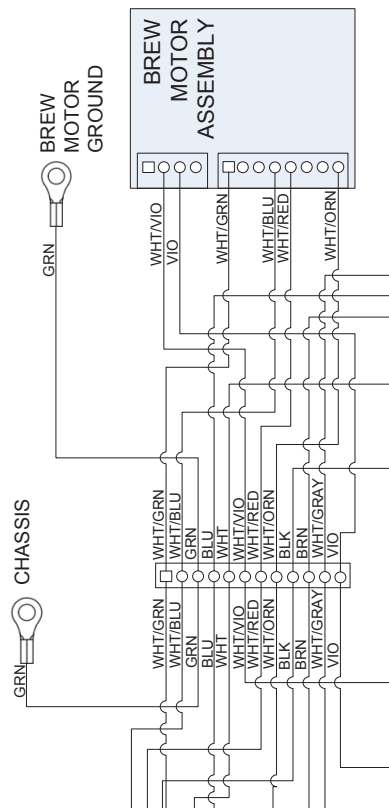 BREW
MOTOR
ASSEMBLY
BREW
MOTOR
GROUND
GRN
WHT/VIO
VIO
WHT/GRN
WHT/BLU
WHT/RED
WHT/ORN
CHASSIS
GRN
WHT/GRN
WHT/BLU
GRN
BLU
WHT
WHT/VIO
WHT/RED
WHT/ORN
BLK
BRN
WHT/GRAY
VIO
WHT/GRN
WHT/BLU
GRN
BLU
WHT
WHT/VIO
WHT/RED
WHT/ORN
BLK
BRN
WHT/GRAY
VIO